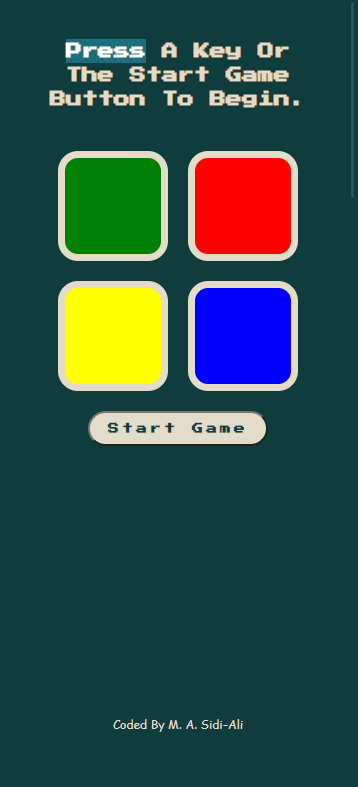 Press A Key Or
The Start Game
Button To Begin.
Start Game
Coded By M. A. Sidi-Ali